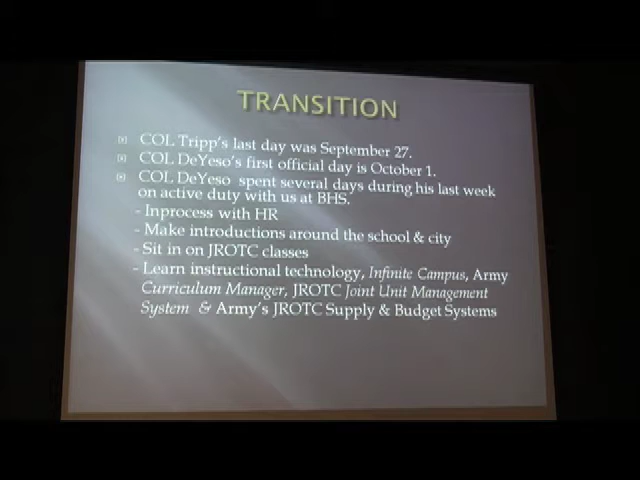 TRANSITION
COL Tripp's last day was September 27.
COL DeYeso's first official day is October 1.
COL DeYeso spent several days during his last week
on active duty with us at BHS.
- Inprocess with HR
- Make introductions around the school & city
- Sit in on JROTC classes
- Learn instructional technology, Infinite Campus, Army
Curriculum Manager, JROTC Joint Unit Management
System & Army's JROTC Supply & Budget Systems